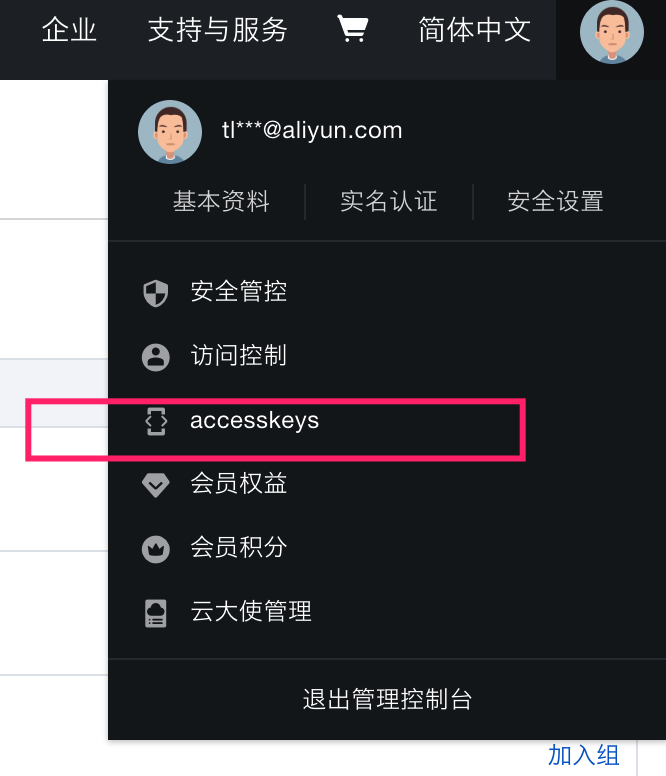 企业 支持与服务 简体中文
tl***@aliyun.com
基本资料 实名认证 安全设置
安全管控
访问控制
accesskeys
会员权益
会员积分
云大使管理
退出管理控制台
加入组